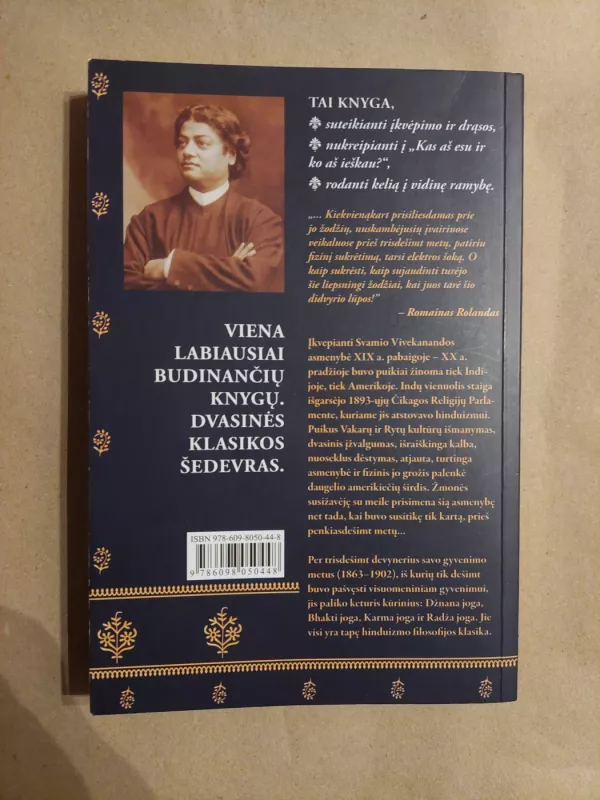 TAI KNYGA,
suteikianti įkvėpimo ir drąsos,
nukreipianti į „Kas aš esu ir
ko aš ieškau?“,
rodanti kelią į vidinę ramybę.
„... Kiekvienąkart prisiliesdamas prie
jo žodžių, nuskambėjusių įvairiuose
veikaluose prieš trisdešimt metų, patiriu
fizinį sukrėtimą, tarsi elektros šoką. O
kaip sukrėsti, kaip sujaudinti turėjo
šie liepsningi žodžiai, kai juos tarė šio
didvyrio lūpos!”
– Romainas Rolandas
VIENA
LABIAUSIAI
BUDINANČIŲ
KNYGŲ.
DVASINĖS
KLASIKOS
ŠEDEVRAS.
Įkvepianti Svamio Vivekanandos
asmenybė XIX a. pabaigoje – XX a.
pradžioje buvo puikiai žinoma tiek Indi-
joje, tiek Amerikoje. Indų vienuolis staiga
išgarsėjo 1893-ųjų Čikagos Religijų Parla-
mente, kuriame jis atstovavo hinduizmui.
Puikus Vakarų ir Rytų kultūrų išmanymas,
dvasinis įžvalgumas, išraiškinga kalba,
nuoseklus dėstymas, atjauta, turtinga
asmenybė ir fizinis jo grožis palenkė
daugelio amerikiečių širdis. Žmonės
susižavėję su meile prisimena šią asmenybę
net tada, kai buvo susitikę tik kartą, prieš
penkiasdešimt metų...
Per trisdešimt devynerius savo gyvenimo
metus (1863–1902), iš kurių tik dešimt
buvo pašvęsti visuomeniniam gyvenimui,
jis paliko keturis kūrinius: Džnana joga,
Bhakti joga, Karma joga ir Radža joga. Jie
visi yra tapę hinduizmo filosofijos klasika.
ISBN 978-609-8050-44-8
9 786098 050448